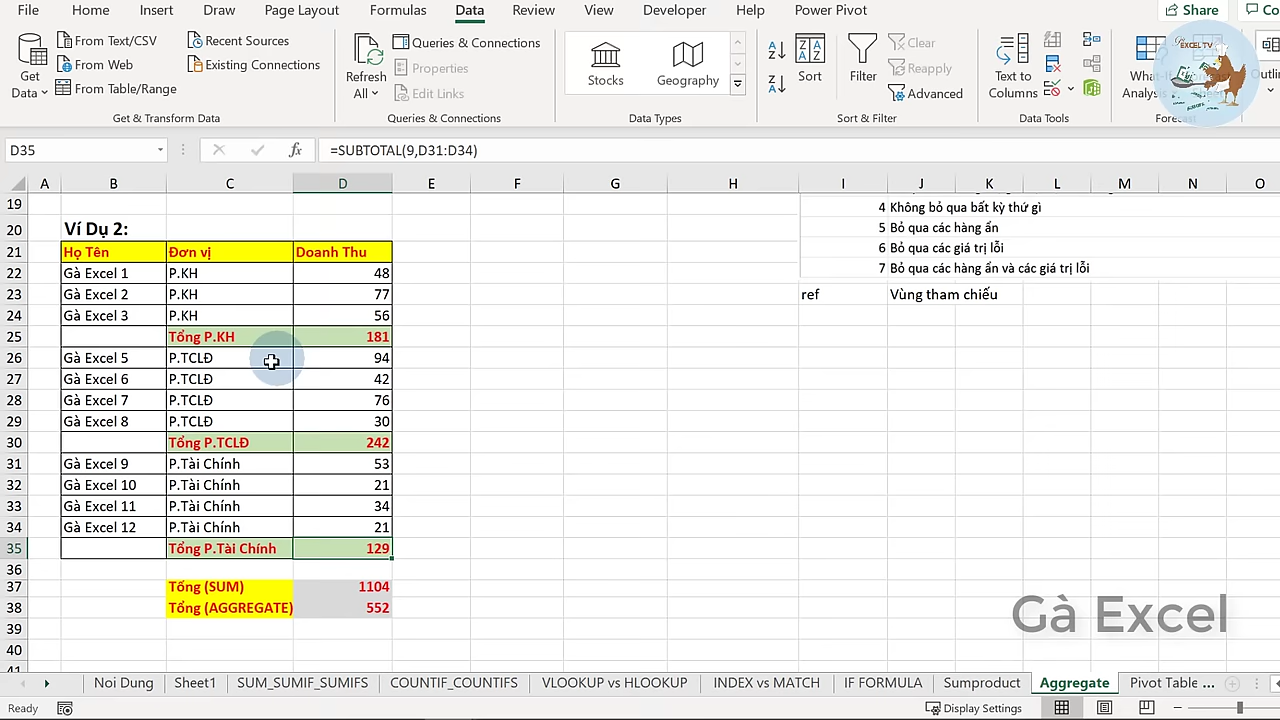 File Home Insert Draw Page Layout Formulas Data Review View Developer Help Power Pivot Share Co
Get Data
From Text/CSV
From Web
From Table/Range
Recent Sources
Existing Connections
Get & Transform Data
Refresh All
Queries & Connections
Properties
Edit Links
Queries & Connections
Stocks
Geography
Data Types
Sort
Filter
Clear
Reapply
Advanced
Sort & Filter
Text to Columns
Data Tools
What-If
EXCEL TV
D35 fx =SUBTOTAL(9,D31:D34)
A B C D E F G H I J K L M N O
19
4 Không bỏ qua bất kỳ thứ gì
20 Ví Dụ 2:
5 Bỏ qua các hàng ẩn
21 Họ Tên Đơn vị Doanh Thu
6 Bỏ qua các giá trị lỗi
22 Gà Excel 1 P.KH 48
7 Bỏ qua các hàng ẩn và các giá trị lỗi
23 Gà Excel 2 P.KH 77 ref Vùng tham chiếu
24 Gà Excel 3 P.KH 56
25 Tổng P.KH 181
26 Gà Excel 5 P.TCLĐ 94
27 Gà Excel 6 P.TCLĐ 42
28 Gà Excel 7 P.TCLĐ 76
29 Gà Excel 8 P.TCLĐ 30
30 Tổng P.TCLĐ 242
31 Gà Excel 9 P.Tài Chính 53
32 Gà Excel 10 P.Tài Chính 21
33 Gà Excel 11 P.Tài Chính 34
34 Gà Excel 12 P.Tài Chính 21
35 Tổng P.Tài Chính 129
36
37 Tổng (SUM) 1104
38 Tổng (AGGREGATE) 552
Gà Excel
39
40
41
Noi Dung Sheet1 SUM_SUMIF_SUMIFS COUNTIF_COUNTIFS VLOOKUP vs HLOOKUP INDEX vs MATCH IF FORMULA Sumproduct Aggregate Pivot Table ...
Ready Display Settings